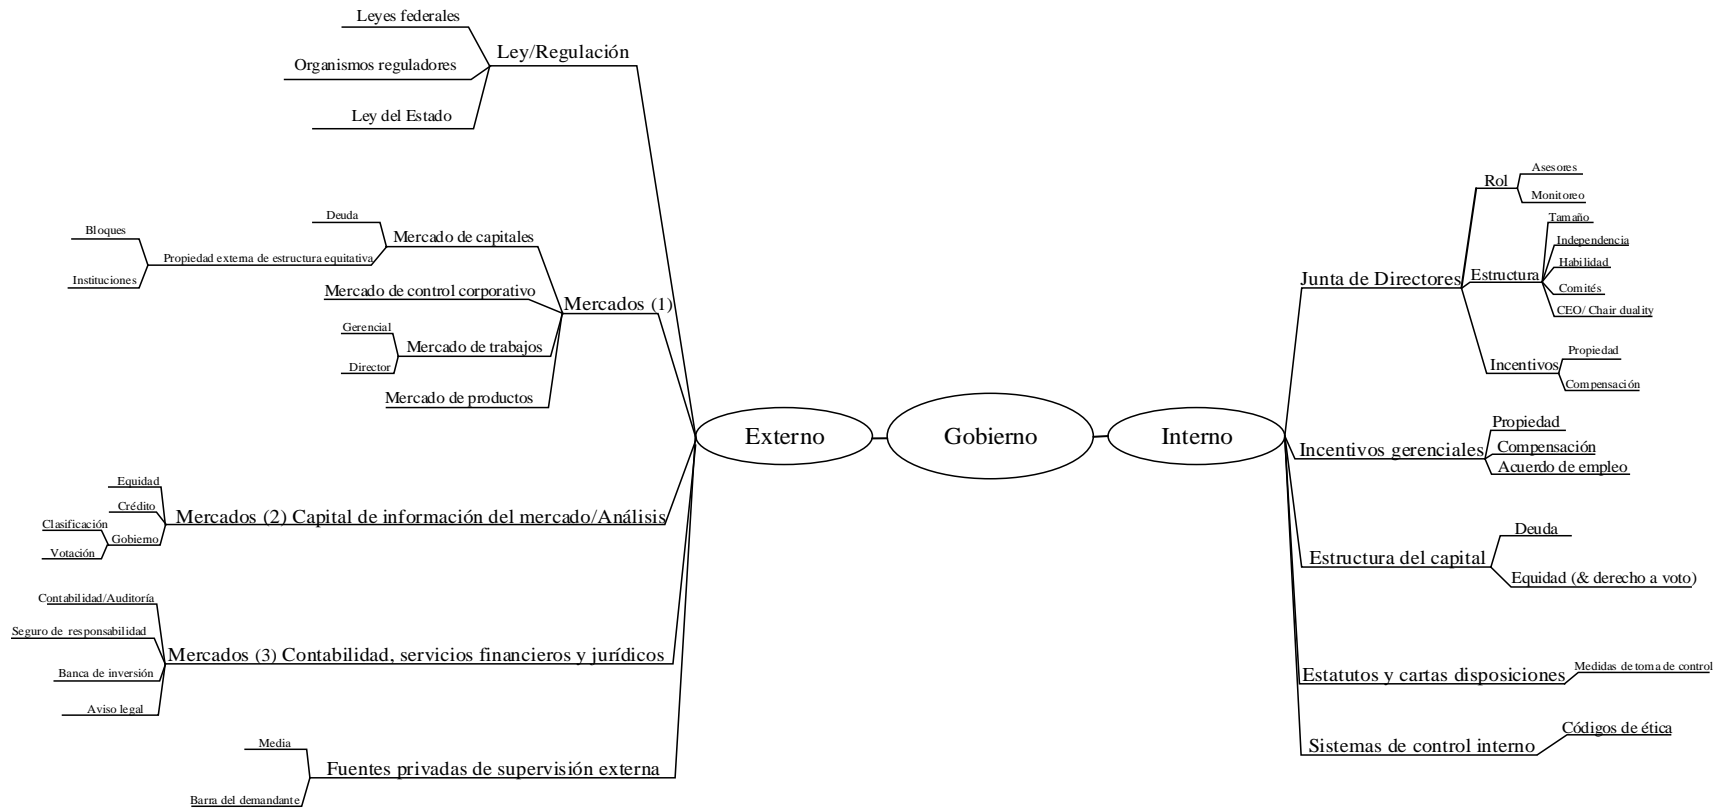 Leyes federales
Ley/Regulación
Organismos reguladores
Ley del Estado
Deuda
Bloques
Mercado de capitales
Propiedad externa de estructura equitativa
Instituciones
Mercado de control corporativo
Mercados (1)
Gerencial
Mercado de trabajos
Director
Mercado de productos
Equidad
Crédito
Mercados (2) Capital de información del mercado/Análisis
Clasificación
Gobierno
Votación
Contabilidad/Auditoría
Seguro de responsabilidad
Mercados (3) Contabilidad, servicios financieros y jurídicos
Banca de inversión
Aviso legal
Media
Fuentes privadas de supervisión externa
Barra del demandante
Externo
Gobierno
Interno
Asesores
Rol
Monitoreo
Tamaño
Independencia
Habilidad
Junta de Directores
Estructura
Comités
CEO/ Chair duality
Propiedad
Incentivos
Compensación
Propiedad
Incentivos gerenciales
Compensación
Acuerdo de empleo
Deuda
Estructura del capital
Equidad (& derecho a voto)
Estatutos y cartas disposiciones
Medidas de toma de control
Códigos de ética
Sistemas de control interno